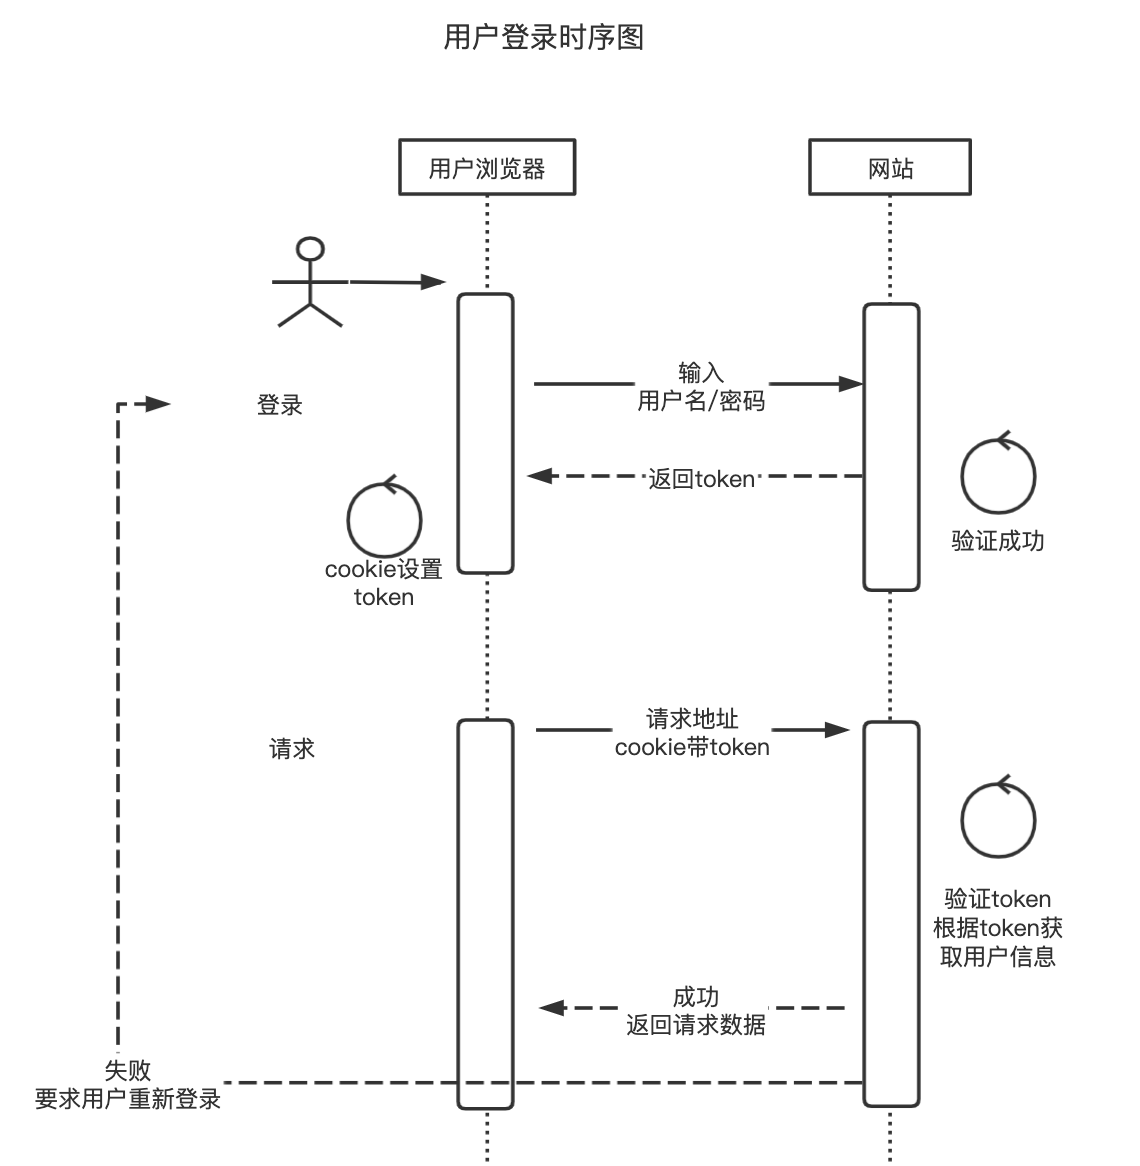 用户登录时序图
用户浏览器
网站
输入
用户名/密码
登录
返回token
验证成功
cookie设置
token
请求地址
cookie带token
请求
验证token
根据token获
取用户信息
成功
返回请求数据
失败
要求用户重新登录